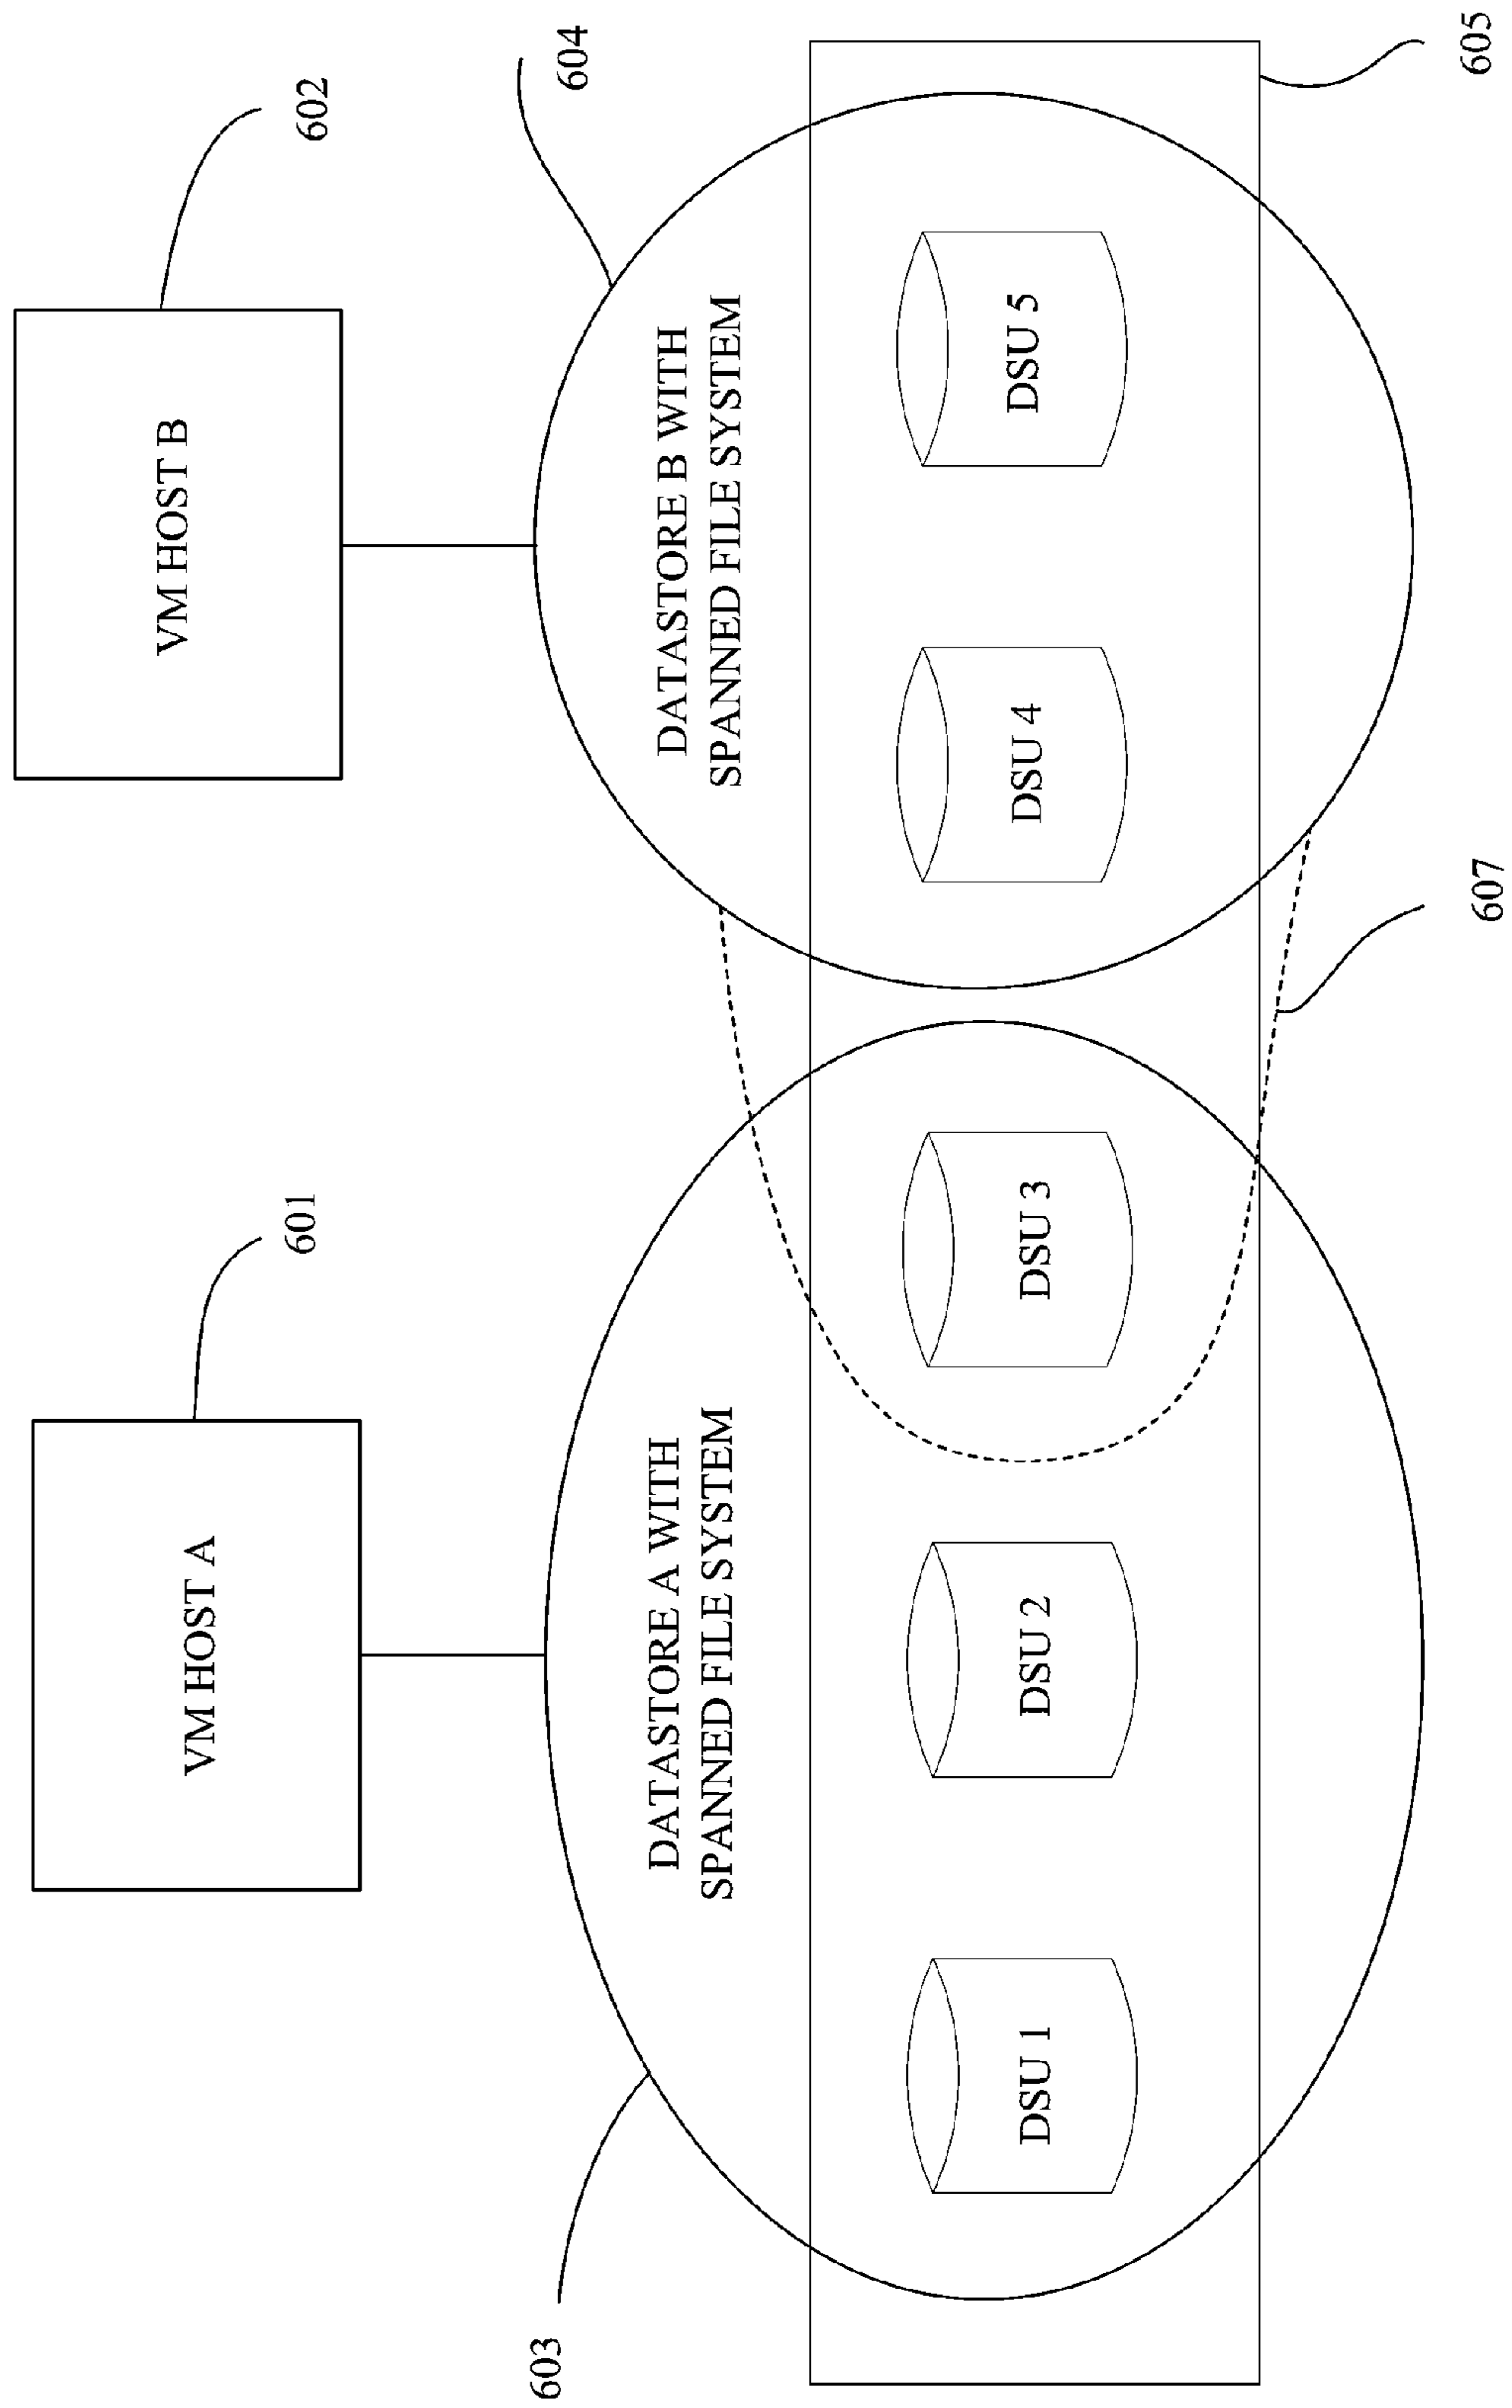 VM HOST A
601
VM HOST B
602
603
DATASTORE A WITH
SPANNED FILE SYSTEM
DATASTORE B WITH
SPANNED FILE SYSTEM
604
DSU 1
DSU 2
DSU 3
DSU 4
DSU 5
607
605